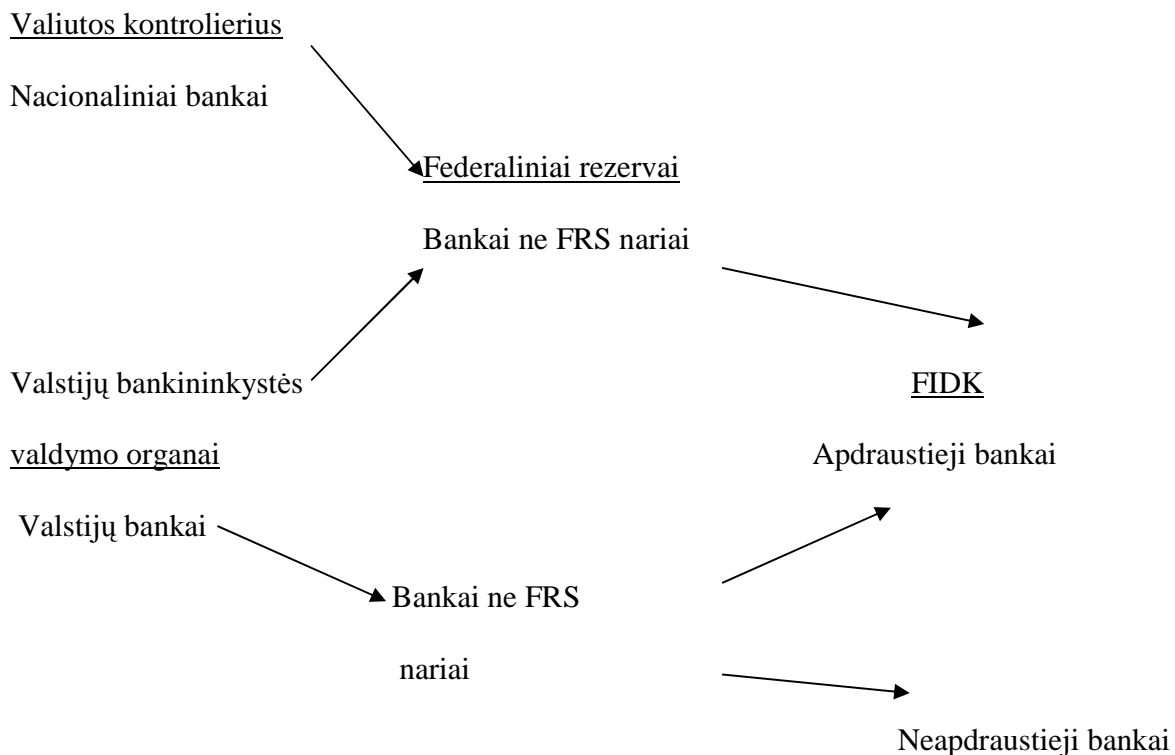 Valiutos kontrolierius
Nacionaliniai bankai
Federaliniai rezervai
Bankai ne FRS nariai
Valstijų bankininkystės
valdymo organai
Valstijų bankai
FIDK
Apdraustieji bankai
Bankai ne FRS
nariai
Neapdraustieji bankai